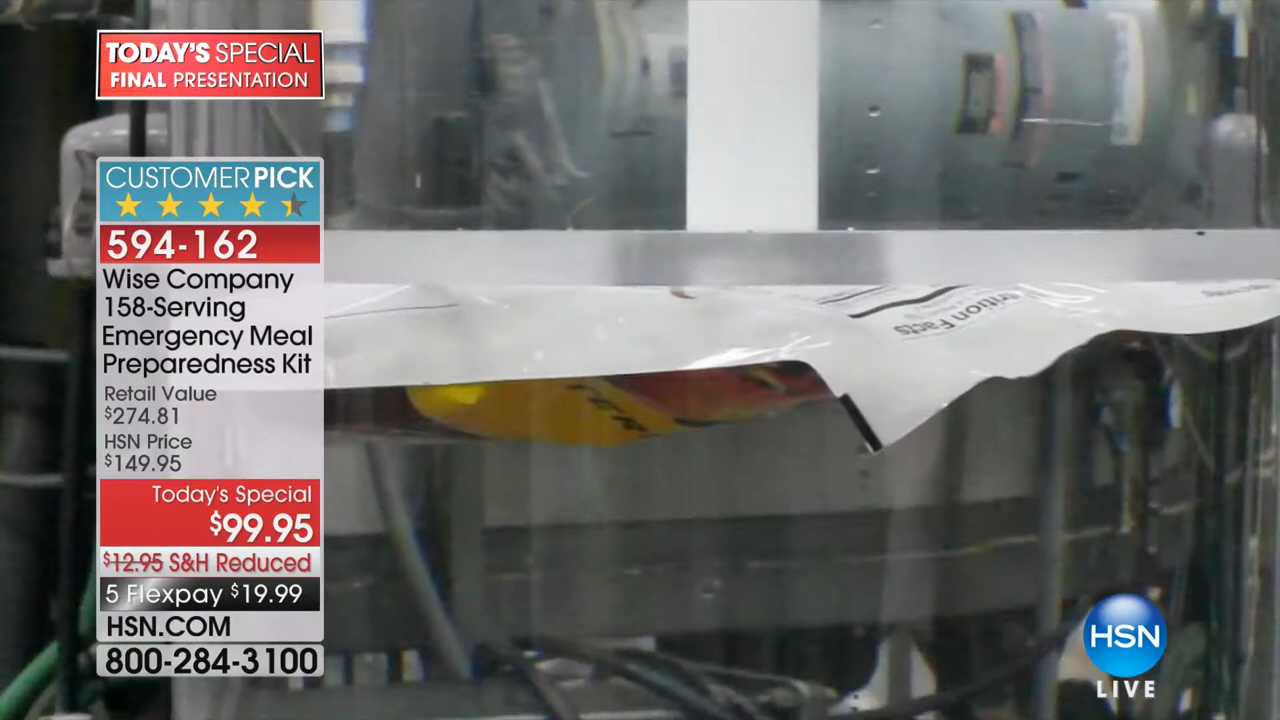 TODAY'S SPECIAL
FINAL PRESENTATION
CUSTOMER PICK
594-162
Wise Company
158-Serving
Emergency Meal
Preparedness Kit
Retail Value
$274.81
HSN Price
$149.95
Today's Special
$99.95
$12.95 S&H Reduced
5 Flexpay $19.99
HSN.COM
800-284-3100
Nutrition Facts
HSN
LIVE